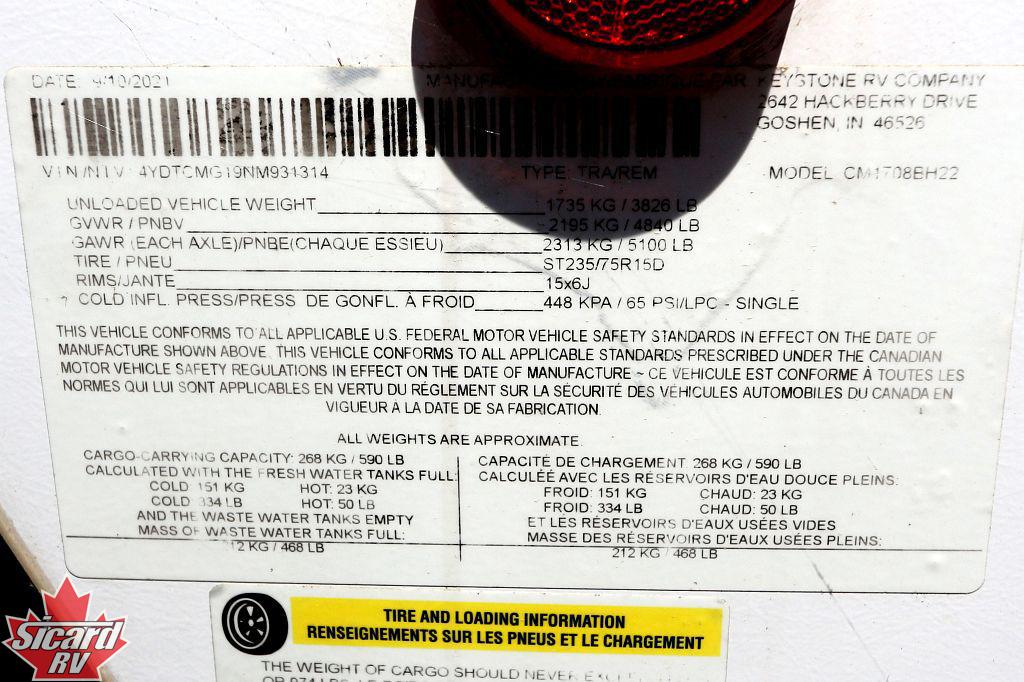 DATE: 9/10/2021 MANUFACTURED BY/FABRIQUE PAR KEYSTONE RV COMPANY
2642 HACKBERRY DRIVE
GOSHEN, IN 46526
VIN/NIV: 4YDTCMG19NM931314 TYPE: TRA/REM MODEL CM1708BH22
UNLOADED VEHICLE WEIGHT 1735 KG / 3826 LB
GVWR / PNBV 2195 KG / 4840 LB
GAWR (EACH AXLE)/PNBE(CHAQUE ESSIEU) 2313 KG / 5100 LB
TIRE / PNEU ST235/75R15D
RIMS/JANTE 15x6J
COLD INFL. PRESS/PRESS DE GONFL. À FROID 448 KPA / 65 PSI/LPC - SINGLE
THIS VEHICLE CONFORMS TO ALL APPLICABLE U.S. FEDERAL MOTOR VEHICLE SAFETY STANDARDS IN EFFECT ON THE DATE OF
MANUFACTURE SHOWN ABOVE. THIS VEHICLE CONFORMS TO ALL APPLICABLE STANDARDS PRESCRIBED UNDER THE CANADIAN
MOTOR VEHICLE SAFETY REGULATIONS IN EFFECT ON THE DATE OF MANUFACTURE ~ CE VEHICULE EST CONFORME À TOUTES LES
NORMES QUI LUI SONT APPLICABLES EN VERTU DU RÉGLEMENT SUR LA SÉCURITÉ DES VÉHICULES AUTOMOBILES DU CANADA EN
VIGUEUR À LA DATE DE SA FABRICATION.
ALL WEIGHTS ARE APPROXIMATE.
CARGO-CARRYING CAPACITY: 268 KG / 590 LB
CALCULATED WITH THE FRESH WATER TANKS FULL:
COLD: 151 KG HOT: 23 KG
COLD: 334 LB HOT: 50 LB
AND THE WASTE WATER TANKS EMPTY
MASS OF WASTE WATER TANKS FULL:
212 KG / 468 LB
CAPACITÉ DE CHARGEMENT: 268 KG / 590 LB
CALCULÉE AVEC LES RÉSERVOIRS D'EAU DOUCE PLEINS:
FROID: 151 KG CHAUD: 23 KG
FROID: 334 LB CHAUD: 50 LB
ET LES RÉSERVOIRS D'EAUX USÉES VIDES
MASSE DES RÉSERVOIRS D'EAUX USÉES PLEINS:
212 KG / 468 LB
TIRE AND LOADING INFORMATION
RENSEIGNEMENTS SUR LES PNEUS ET LE CHARGEMENT
THE WEIGHT OF CARGO SHOULD NEVER
Sicard
RV